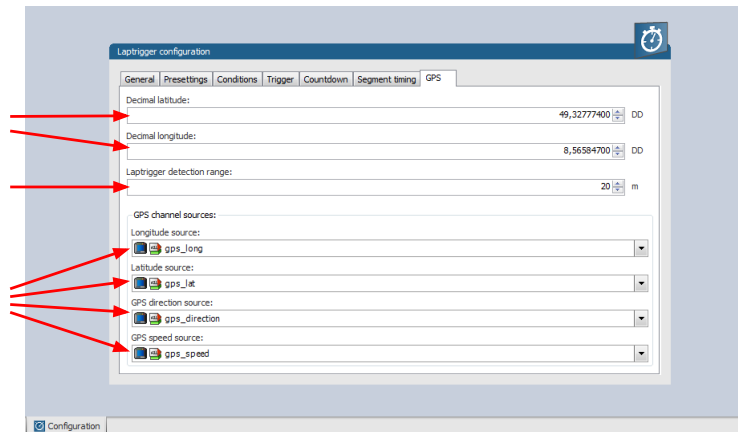 Laptrigger configuration
General Presettings Conditions Trigger Countdown Segment timing GPS
Decimal latitude:
49,32777400 DD
Decimal longitude:
8,56584700 DD
Laptrigger detection range:
20 m
GPS channel sources:
Longitude source:
gps_long
Latitude source:
gps_lat
GPS direction source:
gps_direction
GPS speed source:
gps_speed
Configuration